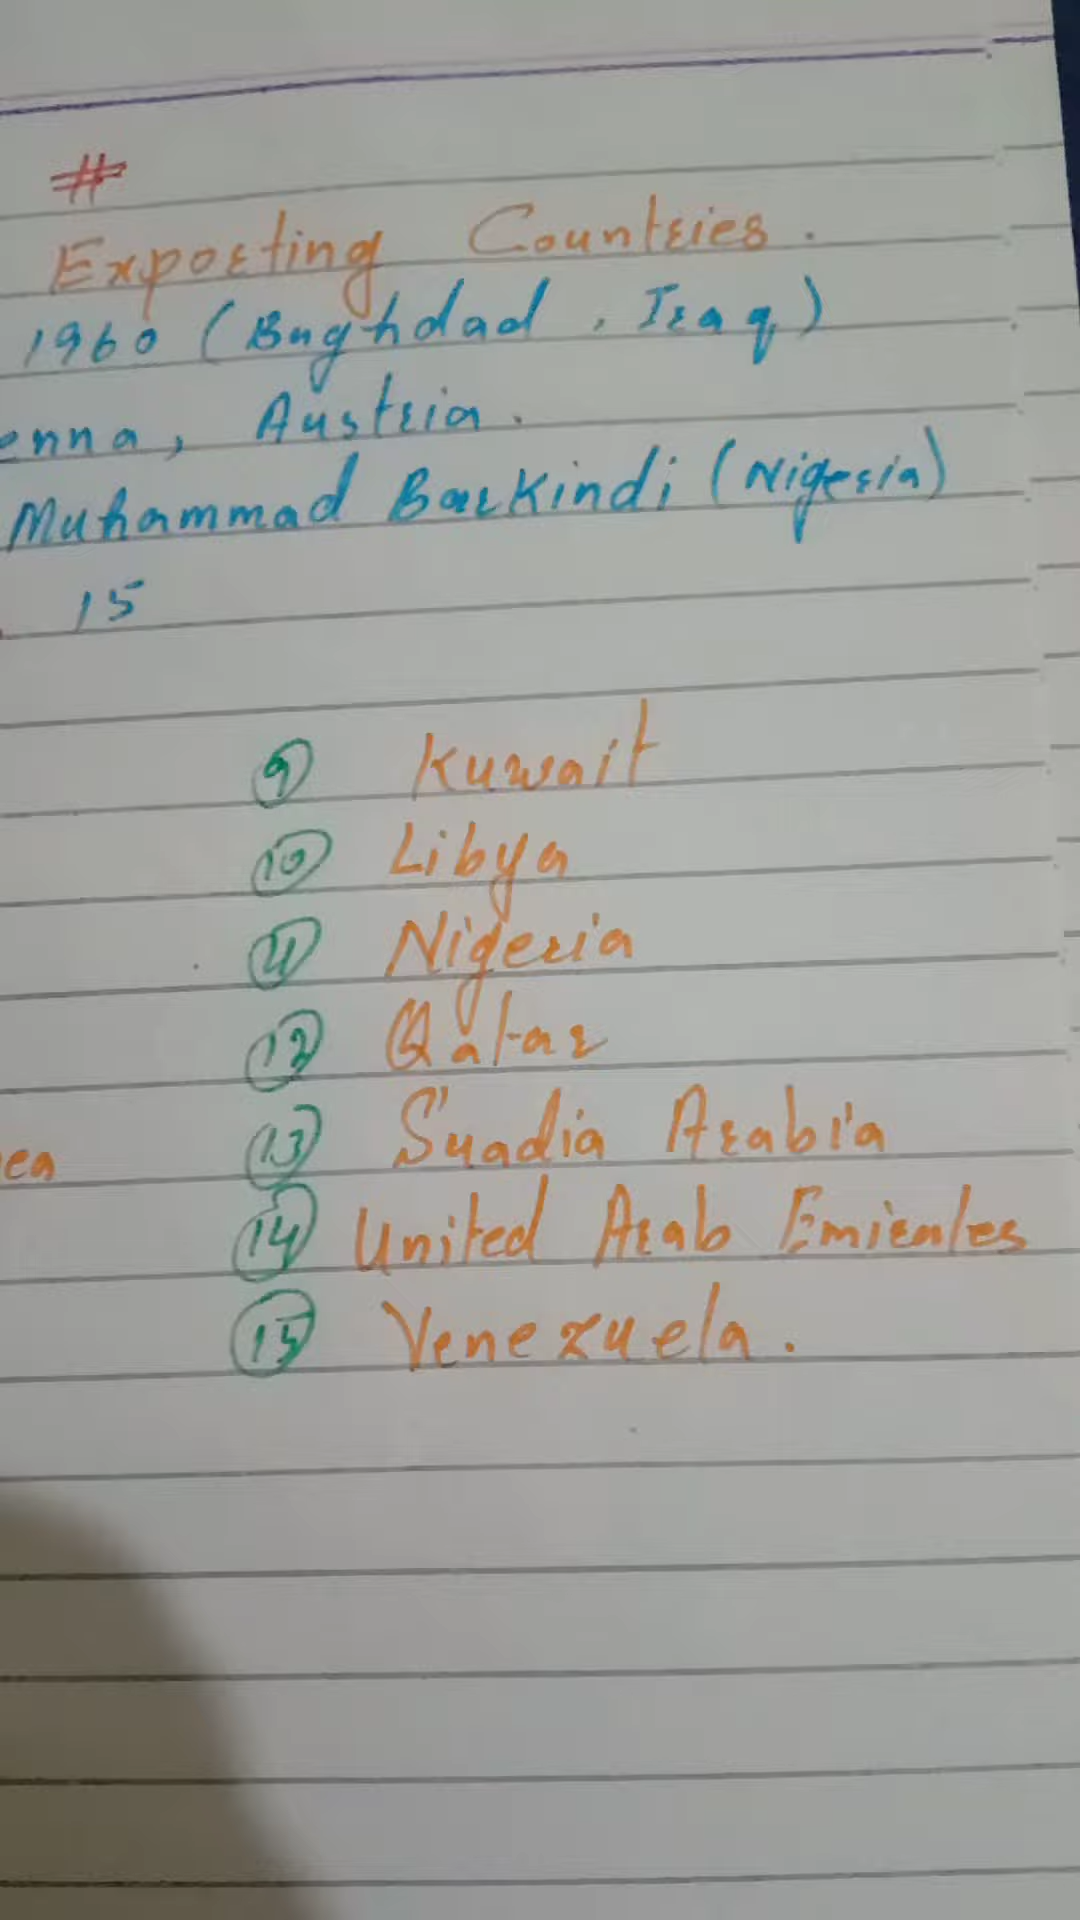 #
Exporting Countries.
1960 (Bughdad, Iraq)
enna, Austria.
Muhammad Barkindi (Nigeria)
15
9 Kuwait
10 Libya
11 Nigeria
12 Qatar
ea 13 Suadia Arabia
14 United Arab Emirates
15 Venezuela.